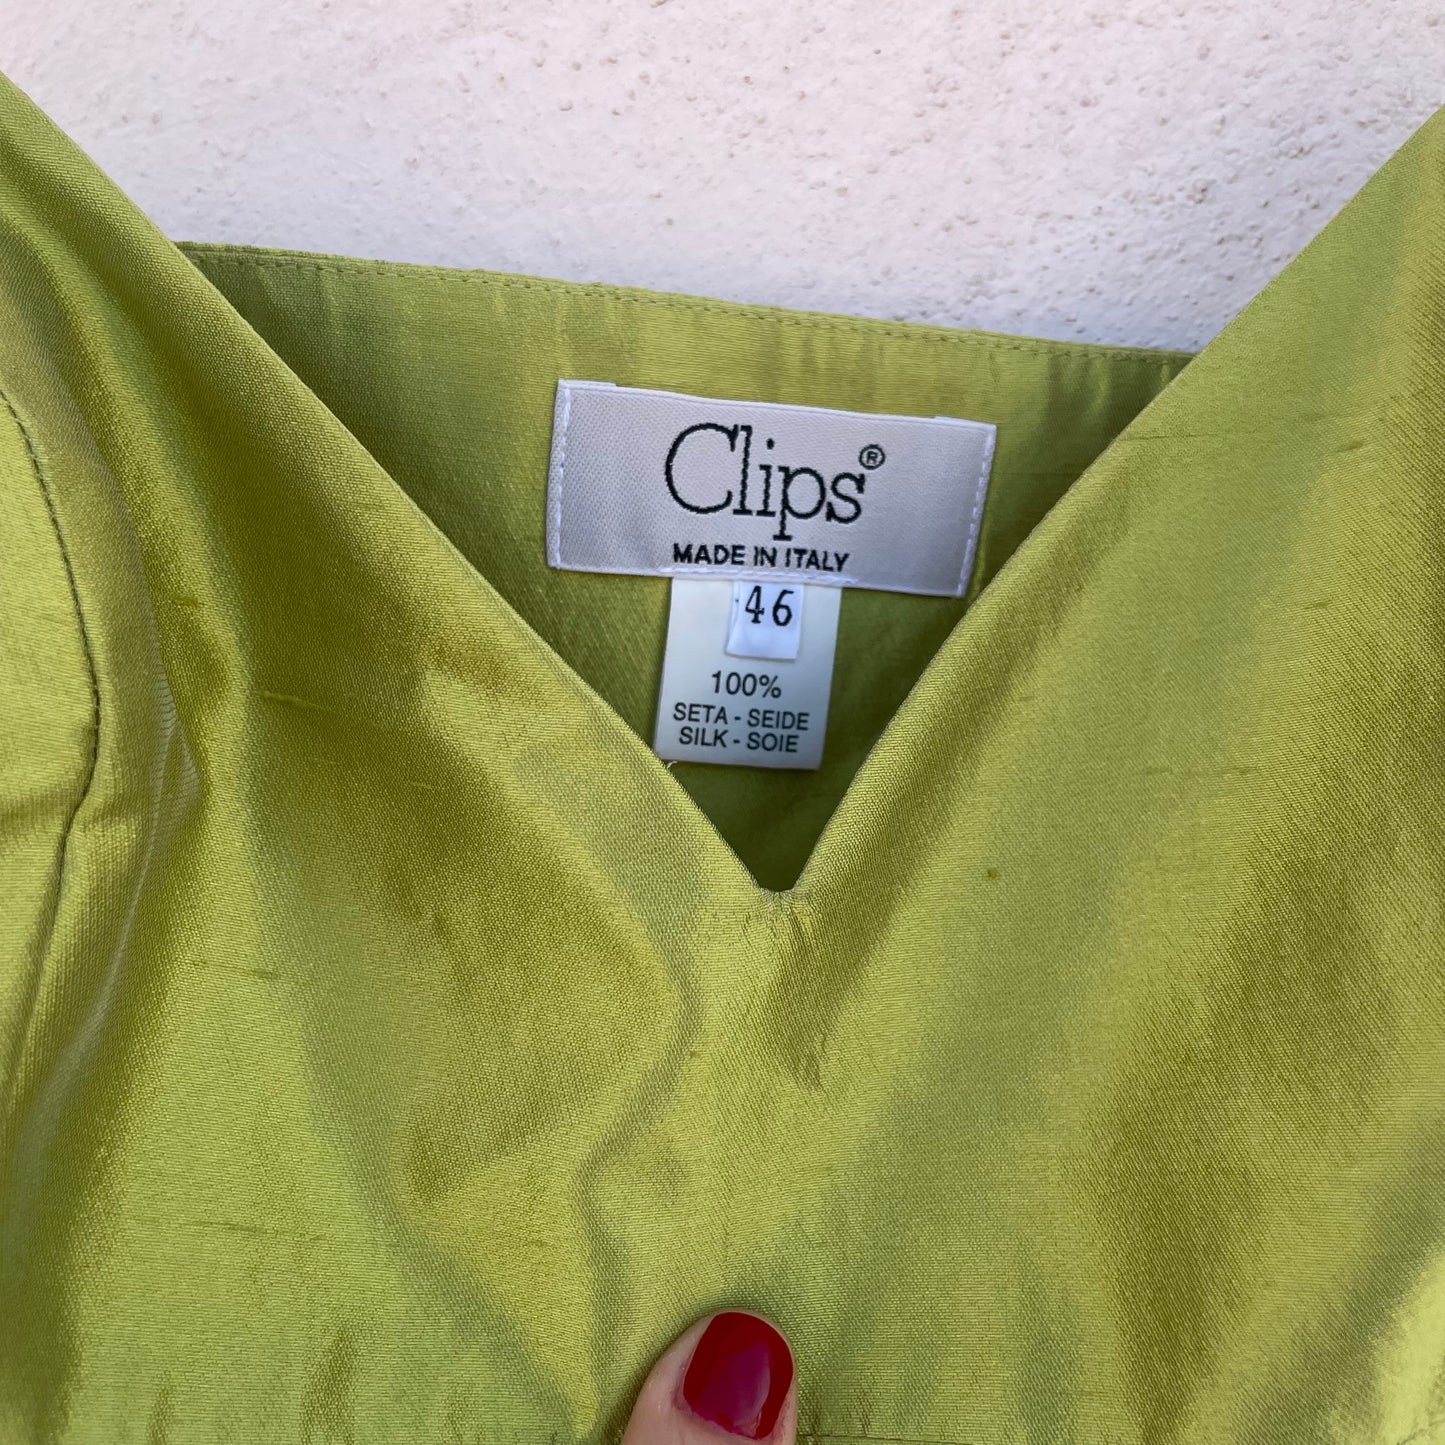 Clips®
MADE IN ITALY
46
100%
SETA - SEIDE
SILK - SOIE